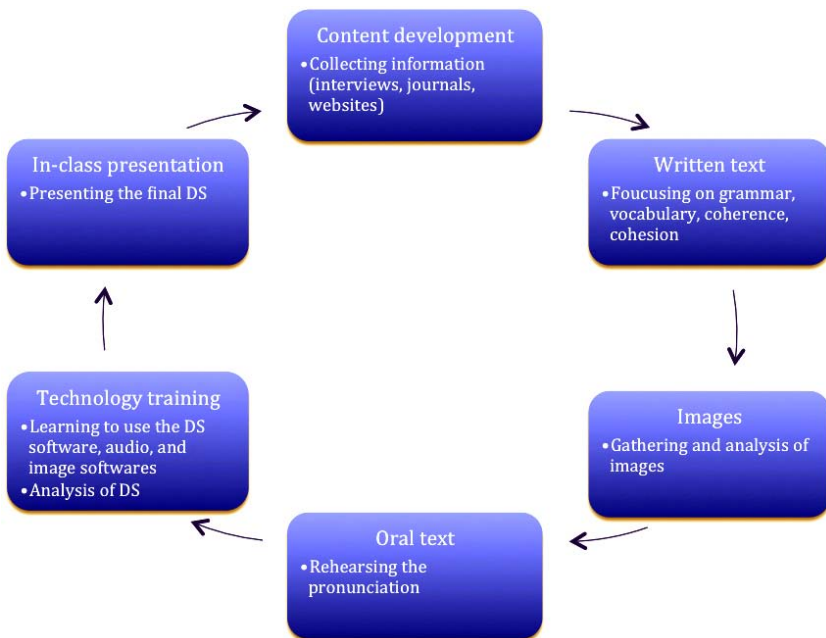 Content development
•Collecting information
(interviews, journals,
websites)
Written text
•Foucusing on grammar,
vocabulary, coherence,
cohesion
Images
•Gathering and analysis of
images
Oral text
•Rehearsing the
pronunciation
Technology training
•Learning to use the DS
software, audio, and
image softwares
•Analysis of DS
In-class presentation
•Presenting the final DS